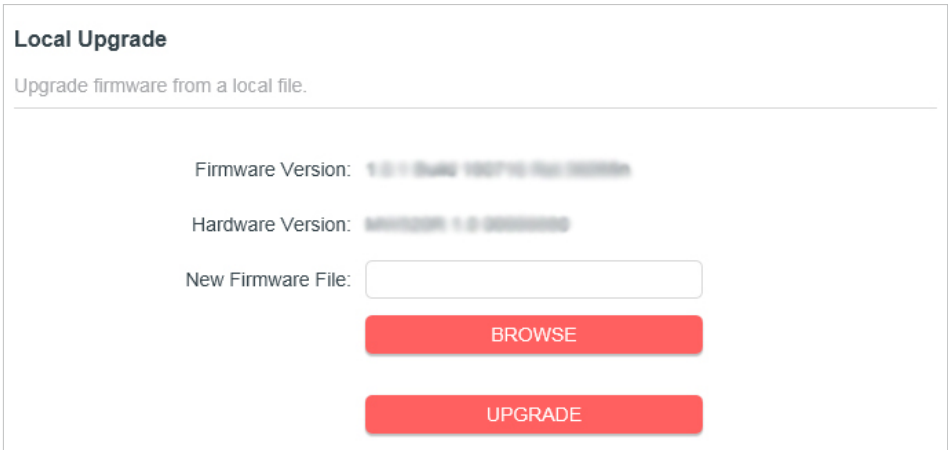 Local Upgrade
Upgrade firmware from a local file.
Firmware Version:
Hardware Version:
New Firmware File:
BROWSE
UPGRADE